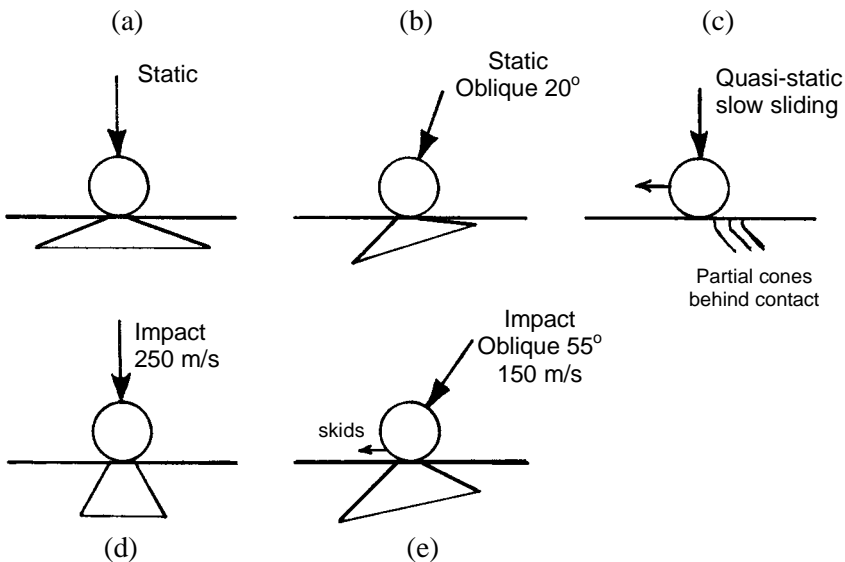 (a)
Static
(b)
Static
Oblique 20°
(c)
Quasi-static
slow sliding
Partial cones
behind contact
Impact
250 m/s
(d)
Impact
Oblique 55°
150 m/s
skids
(e)